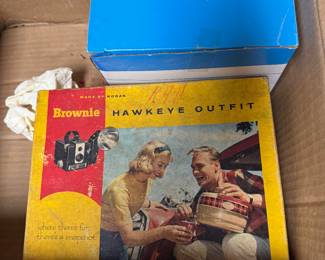 MADE BY KODAK
Brownie HAWKEYE OUTFIT
where there's fun,
there's a snapshot